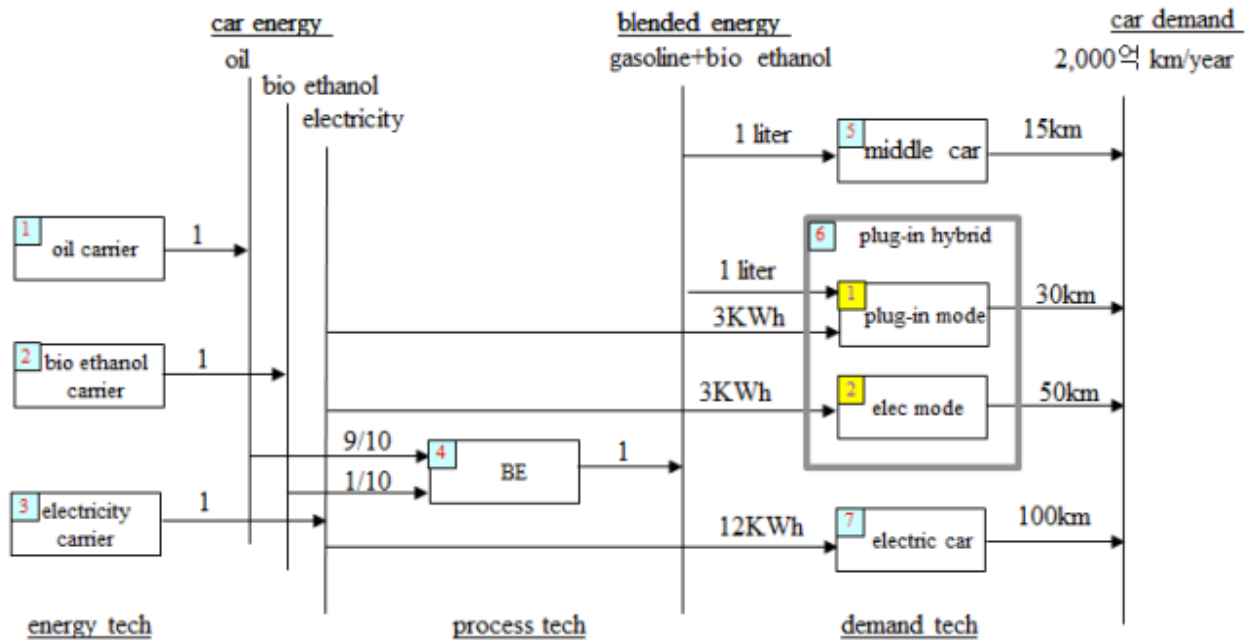 car energy
blended energy
car demand
oil
gasoline+bio ethanol
2,000억 km/year
bio ethanol
electricity
1 liter
5
middle car
15km
1
oil carrier
1
6
plug-in hybrid
1 liter
1
plug-in mode
30km
3KWh
2
bio ethanol
carrier
1
3KWh
2
elec mode
50km
9/10
4
BE
1
1/10
3
electricity
carrier
1
12KWh
7
electric car
100km
energy tech
process tech
demand tech